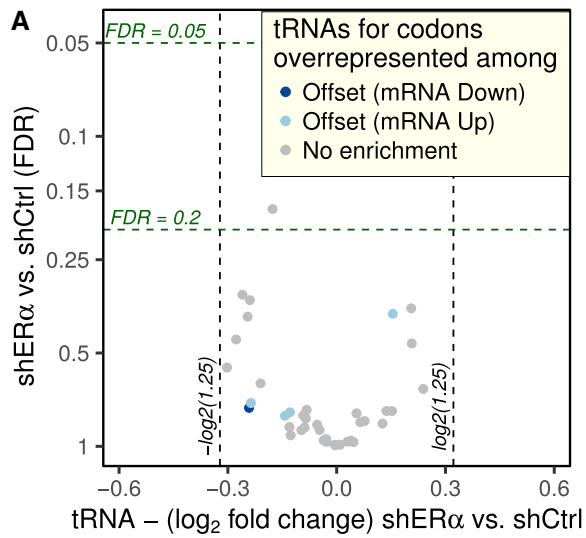 A
tRNAs for codons
overrepresented among
Offset (mRNA Down)
Offset (mRNA Up)
No enrichment
FDR = 0.05
FDR = 0.2
−log2(1.25)
log2(1.25)
shERα vs. shCtrl (FDR)
0.05
0.1
0.15
0.25
0.5
1
−0.6
−0.3
0.0
0.3
0.6
tRNA − (log₂ fold change) shERα vs. shCtrl